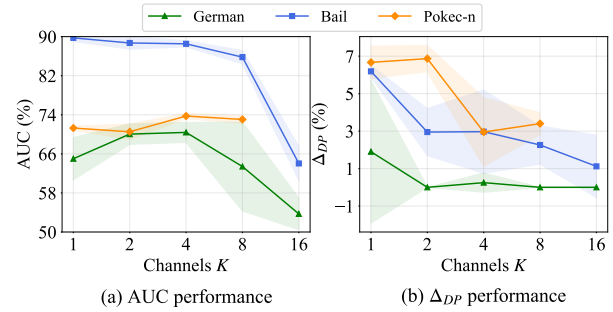 German Bail Pokec-n
90
82
74
66
58
50
AUC (%)
1 2 4 8 16
Channels K
(a) AUC performance
7
5
3
1
−1
Δ_DP (%)
1 2 4 8 16
Channels K
(b) Δ_DP performance